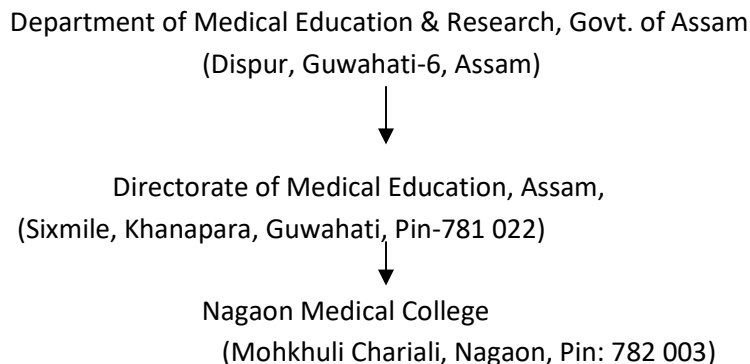 Department of Medical Education & Research, Govt. of Assam
(Dispur, Guwahati-6, Assam)
Directorate of Medical Education, Assam,
(Sixmile, Khanapara, Guwahati, Pin-781 022)
Nagaon Medical College
(Mohkhuli Chariali, Nagaon, Pin: 782 003)